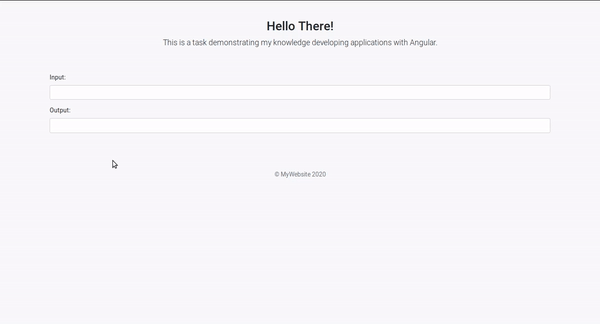 Hello There!
This is a task demonstrating my knowledge developing applications with Angular.
Input:
Output:
© MyWebsite 2020